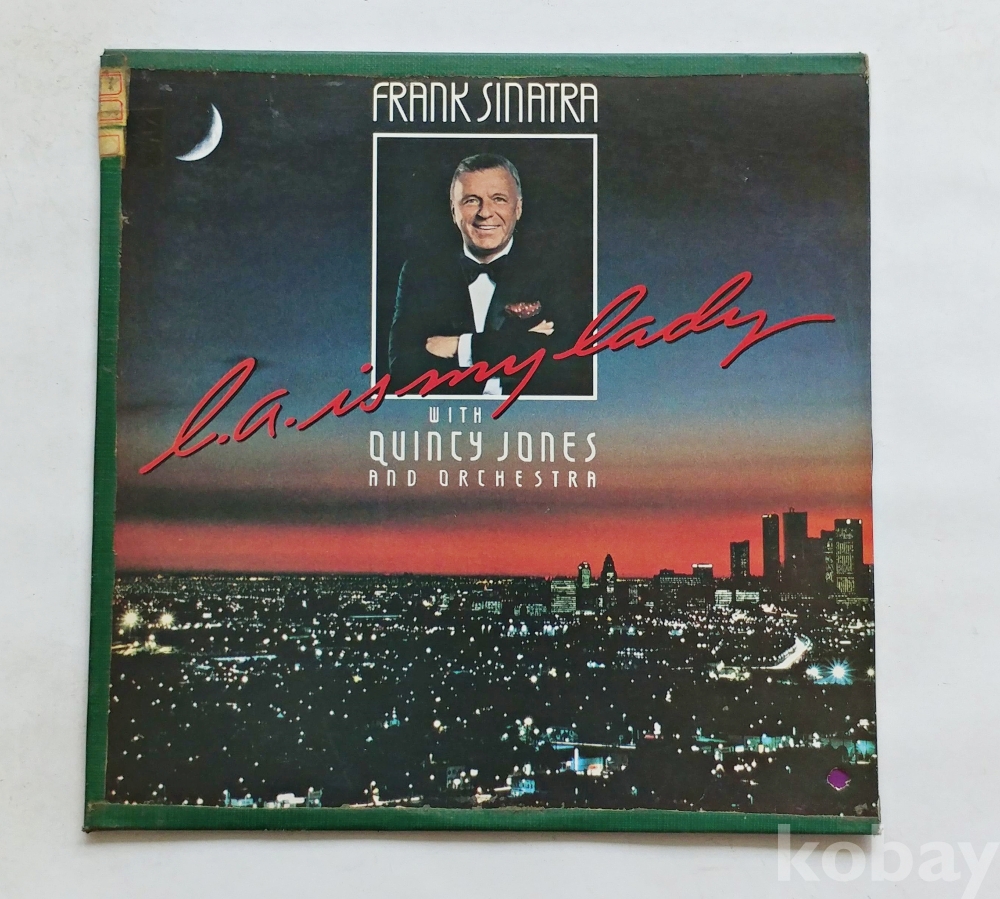 FRANK SINATRA
L.A. is my lady
WITH
QUINCY JONES
AND ORCHESTRA
kobay